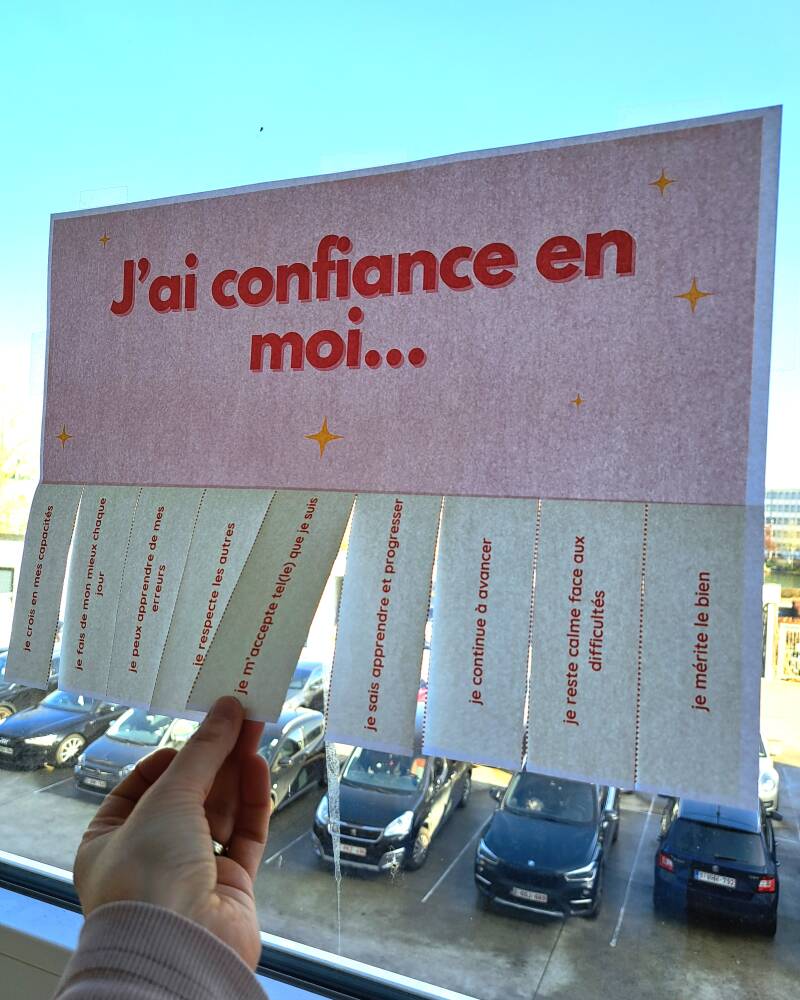 J'ai confiance en
moi...
je crois en mes capacités
je fais de mon mieux chaque
jour
je peux apprendre de mes
erreurs
je respecte les autres
je m'accepte tel(le) que je suis
je sais apprendre et progresser
je continue à avancer
je reste calme face aux
difficultés
je mérite le bien